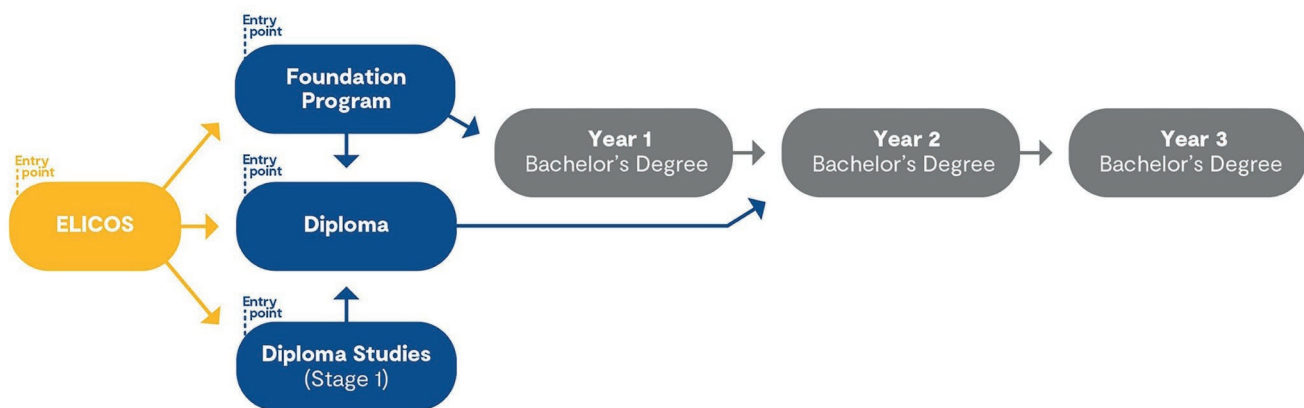 Entry
point
Foundation
Program
Year 1
Bachelor's Degree
Year 2
Bachelor's Degree
Year 3
Bachelor's Degree
Entry
point
ELICOS
Entry
point
Diploma
Entry
point
Diploma Studies
(Stage 1)